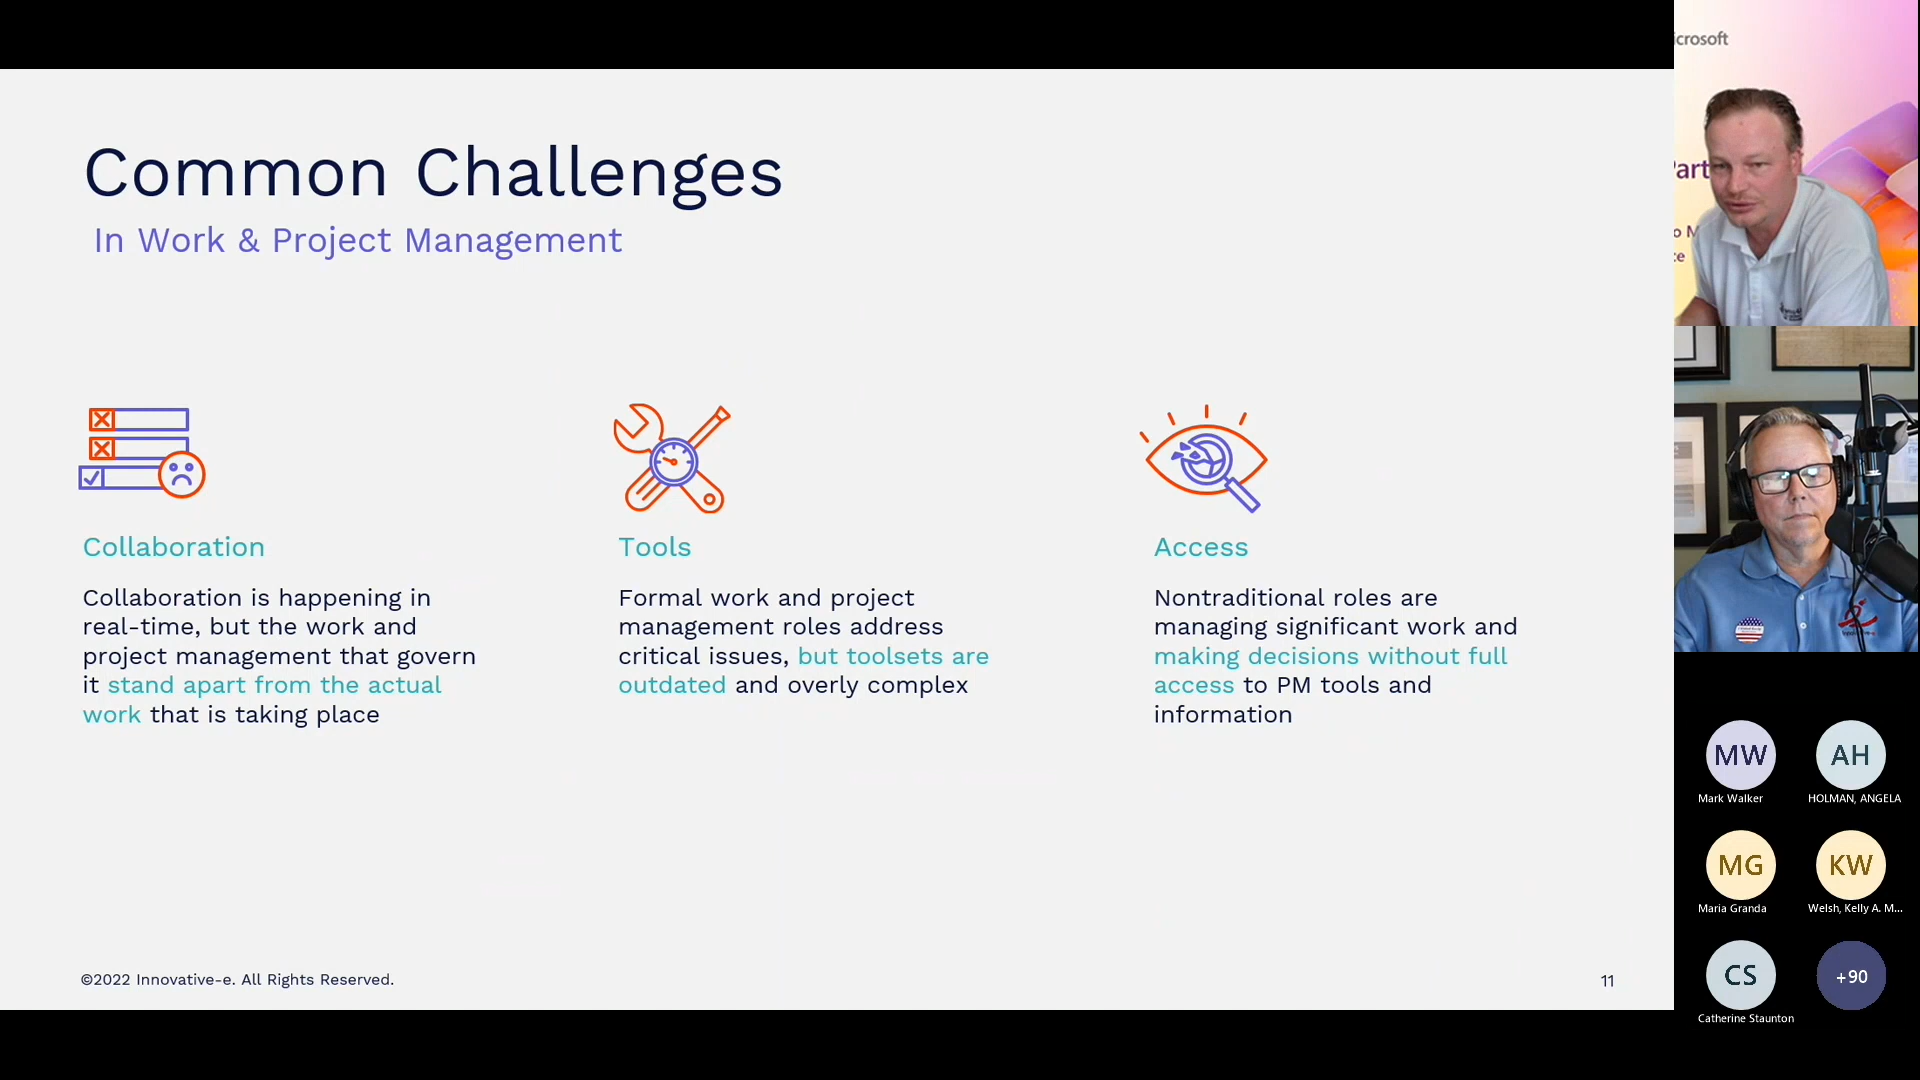 Common Challenges
In Work & Project Management
Collaboration
Collaboration is happening in
real-time, but the work and
project management that govern
it stand apart from the actual
work that is taking place
Tools
Formal work and project
management roles address
critical issues, but toolsets are
outdated and overly complex
Access
Nontraditional roles are
managing significant work and
making decisions without full
access to PM tools and
information
©2022 Innovative-e. All Rights Reserved.
11
icrosoft
Part
o M
ce
MW
Mark Walker
AH
HOLMAN, ANGELA
MG
Maria Granda
KW
Welsh, Kelly A. M...
CS
Catherine Staunton
+90